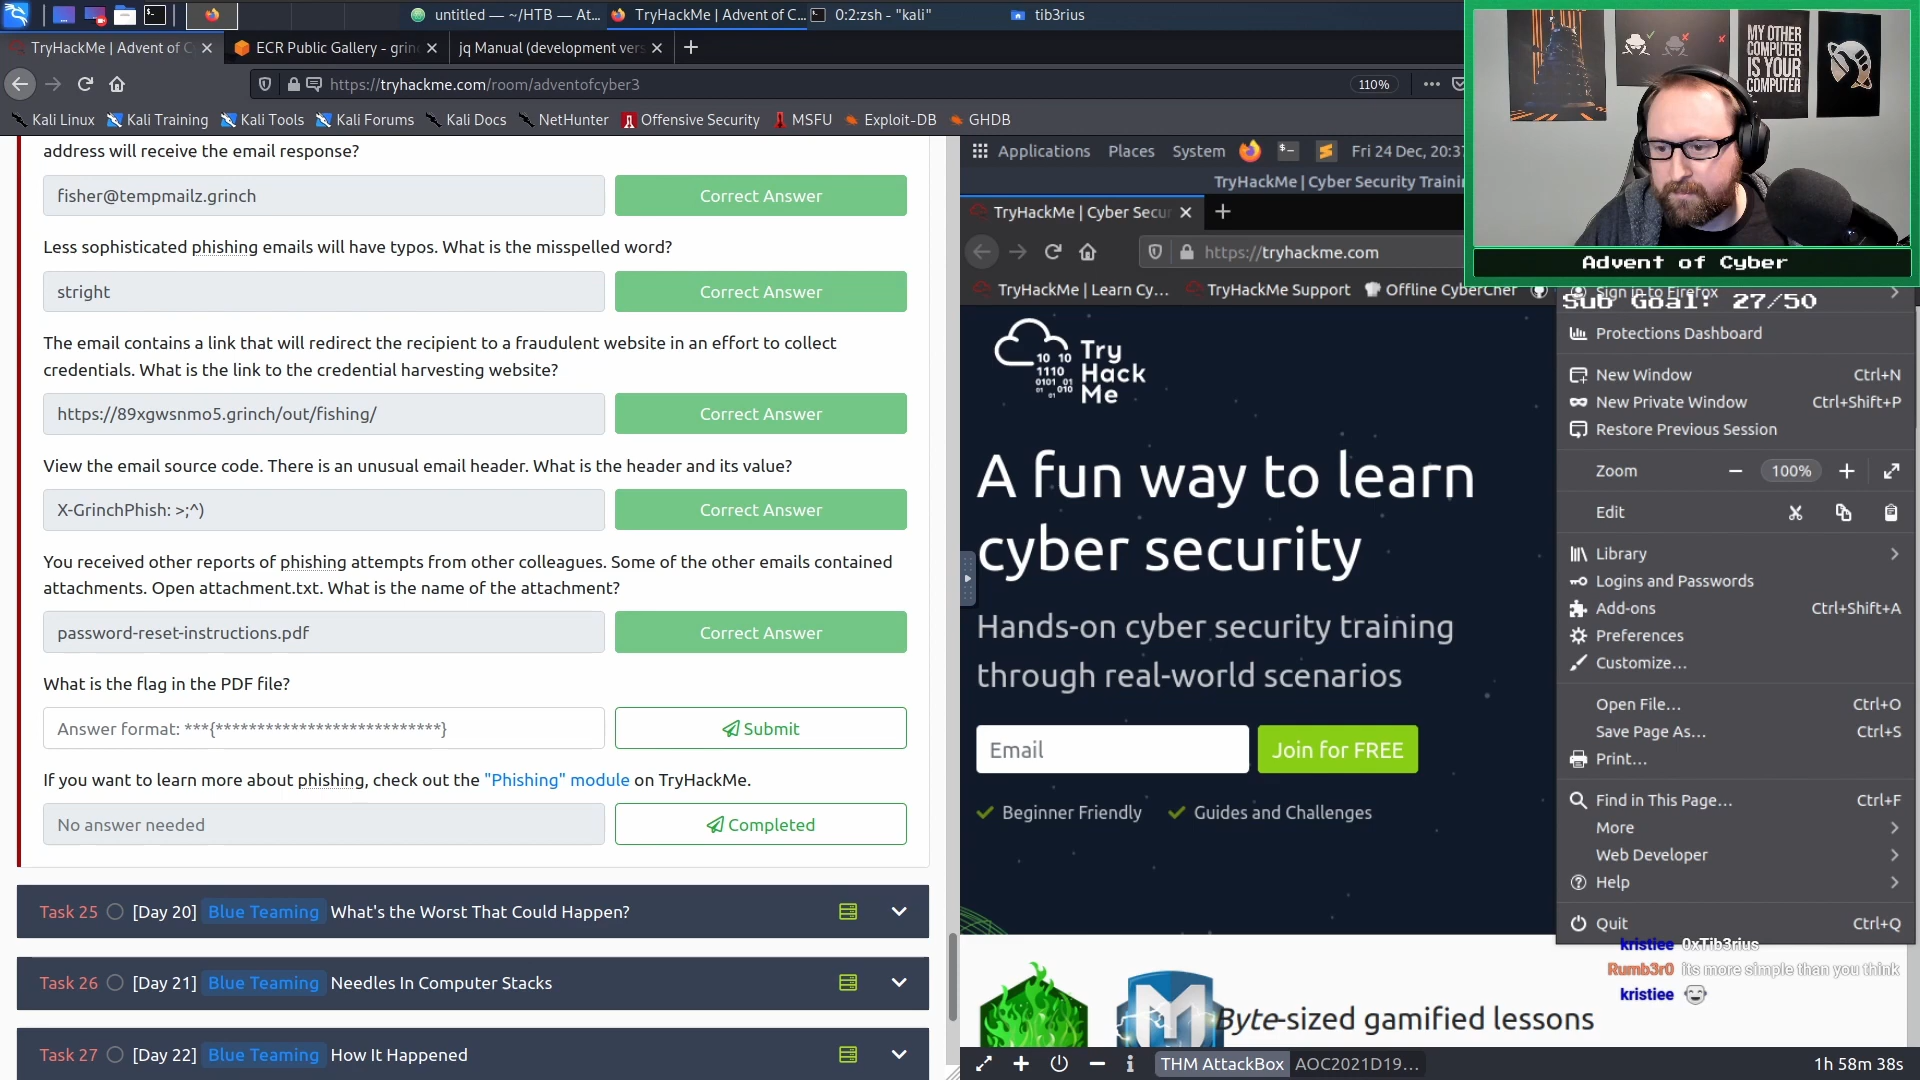 untitled — ~/HTB — At...
TryHackMe | Advent of C...
0:2:zsh - "kali"
tib3rius
TryHackMe | Advent of C
ECR Public Gallery - grin
jq Manual (development vers
https://tryhackme.com/room/adventofcyber3
110%
Kali Linux
Kali Training
Kali Tools
Kali Forums
Kali Docs
NetHunter
Offensive Security
MSFU
Exploit-DB
GHDB
address will receive the email response?
fisher@tempmailz.grinch
Correct Answer
Less sophisticated phishing emails will have typos. What is the misspelled word?
stright
Correct Answer
The email contains a link that will redirect the recipient to a fraudulent website in an effort to collect
credentials. What is the link to the credential harvesting website?
https://89xgwsnmo5.grinch/out/fishing/
Correct Answer
View the email source code. There is an unusual email header. What is the header and its value?
X-GrinchPhish: >;^)
Correct Answer
You received other reports of phishing attempts from other colleagues. Some of the other emails contained
attachments. Open attachment.txt. What is the name of the attachment?
password-reset-instructions.pdf
Correct Answer
What is the flag in the PDF file?
Answer format: ***{***************************}
Submit
If you want to learn more about phishing, check out the "Phishing" module on TryHackMe.
No answer needed
Completed
Task 25 [Day 20] Blue Teaming What's the Worst That Could Happen?
Task 26 [Day 21] Blue Teaming Needles In Computer Stacks
Task 27 [Day 22] Blue Teaming How It Happened
Applications Places System Fri 24 Dec, 20:37
TryHackMe | Cyber Security Trainin
TryHackMe | Cyber Secur
https://tryhackme.com
TryHackMe | Learn Cy...
TryHackMe Support
Offline CyberChef
10 10
1110
0101 01
01 010
Try
Hack
Me
A fun way to learn
cyber security
Hands-on cyber security training
through real-world scenarios
Email
Join for FREE
Beginner Friendly
Guides and Challenges
Byte-sized gamified lessons
THM AttackBox
AOC2021D19...
1h 58m 38s
MY OTHER
COMPUTER
IS YOUR
COMPUTER
Advent of Cyber
Sign in to Firefox
Sub Goal: 27/50
Protections Dashboard
New Window Ctrl+N
New Private Window Ctrl+Shift+P
Restore Previous Session
Zoom 100%
Edit
Library
Logins and Passwords
Add-ons Ctrl+Shift+A
Preferences
Customize...
Open File... Ctrl+O
Save Page As... Ctrl+S
Print...
Find in This Page... Ctrl+F
More
Web Developer
Help
Quit Ctrl+Q
kristiee 0xTib3rius
Rumb3r0 its more simple than you think
kristiee